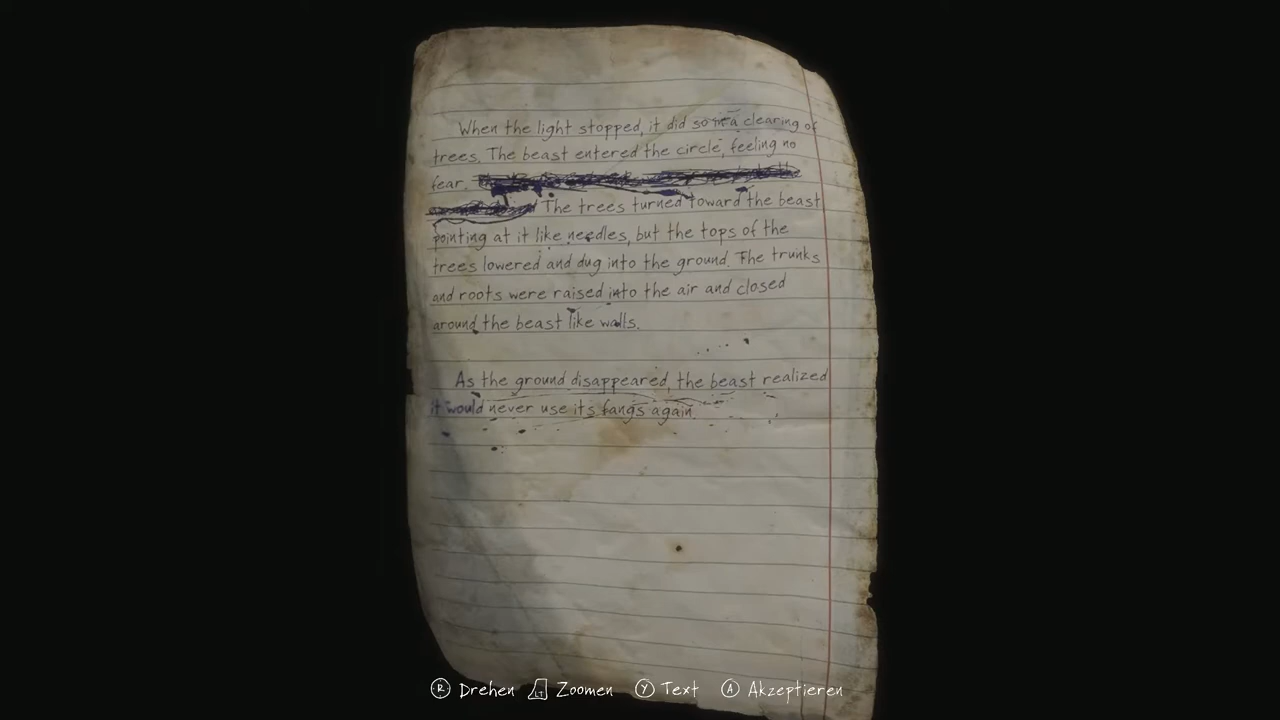 When the light stopped, it did so in a clearing of
trees. The beast entered the circle, feeling no
fear.
The trees turned toward the beast
pointing at it like needles, but the tops of the
trees lowered and dug into the ground. The trunks
and roots were raised into the air and closed
around the beast like walls.
As the ground disappeared, the beast realized
it would never use its fangs again
R Drehen LT Zoomen Y Text A Akzeptieren